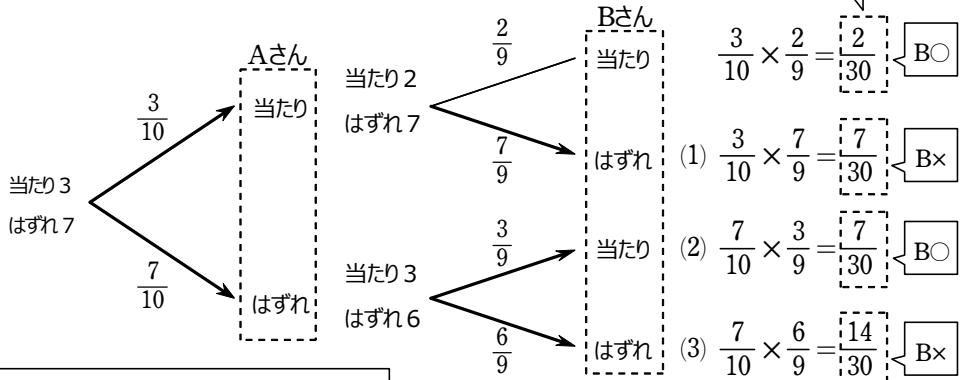 Aさん
Bさん
当たり3
はずれ7
3/10
7/10
当たり
はずれ
当たり2
はずれ7
2/9
7/9
当たり
はずれ
当たり3
はずれ6
3/9
6/9
当たり
はずれ
3/10 × 2/9 = 2/30 B○
(1) 3/10 × 7/9 = 7/30 B×
(2) 7/10 × 3/9 = 7/30 B○
(3) 7/10 × 6/9 = 14/30 B×